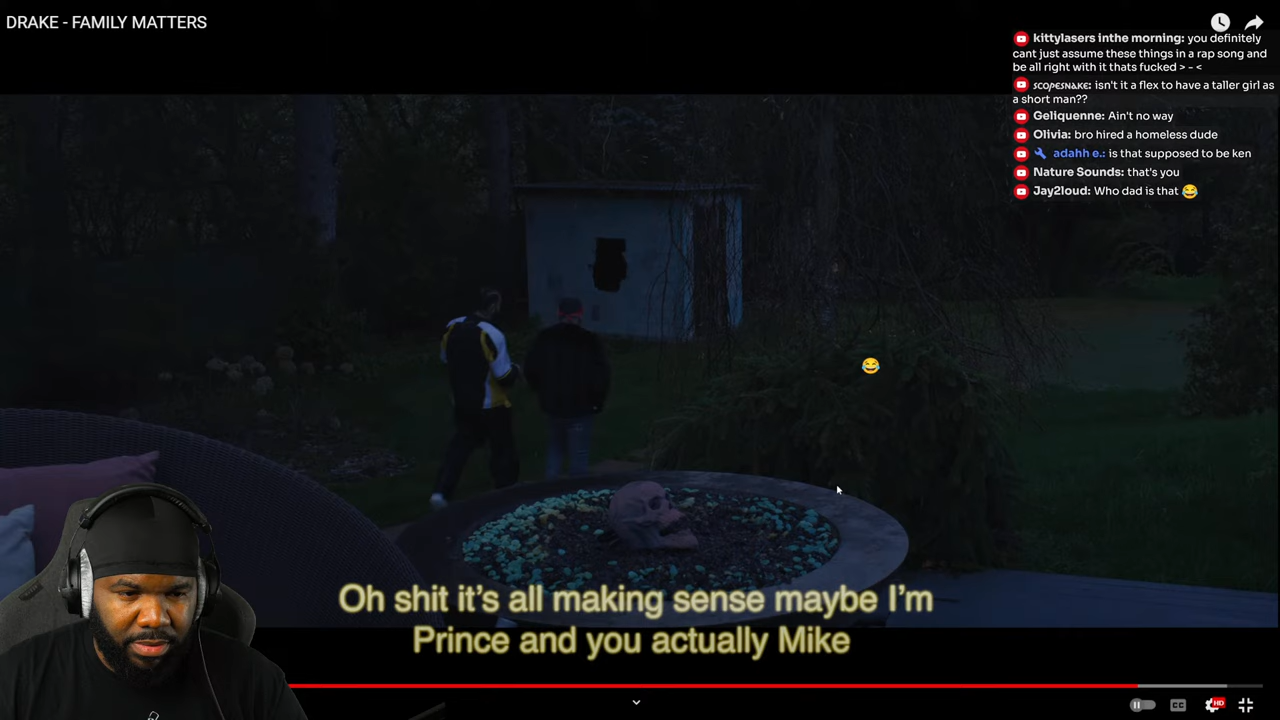 DRAKE - FAMILY MATTERS
kittylasers inthe morning: you definitely
cant just assume these things in a rap song and
be all right with it thats fucked > - <
ꜱᴄᴏᴘᴇꜱɴᴀᴋᴇ: isn't it a flex to have a taller girl as
a short man??
Geliquenne: Ain't no way
Olivia: bro hired a homeless dude
adahh e.: is that supposed to be ken
Nature Sounds: that's you
Jay2loud: Who dad is that 😂
Oh shit it's all making sense maybe I'm
Prince and you actually Mike
CC
HD